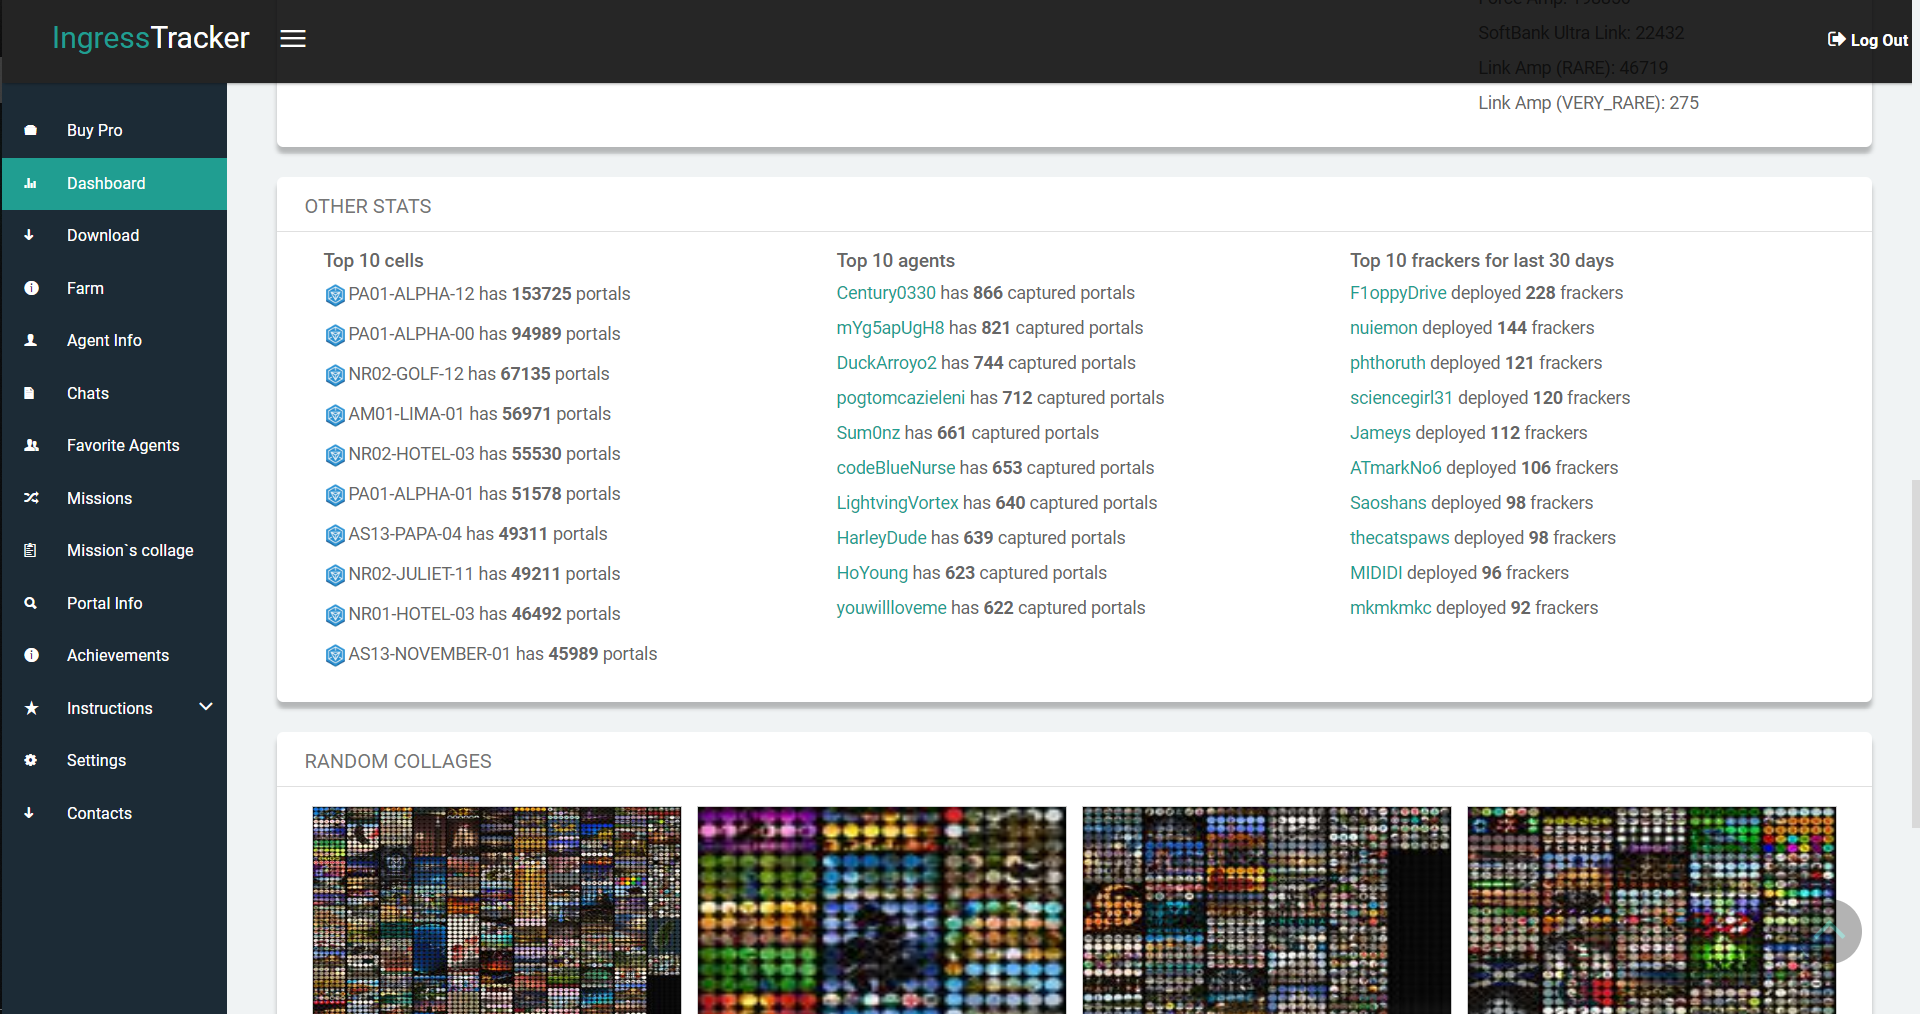 IngressTracker
Log Out
Force Amp: 198050
SoftBank Ultra Link: 22432
Link Amp (RARE): 46719
Link Amp (VERY_RARE): 275
Buy Pro
Dashboard
Download
Farm
Agent Info
Chats
Favorite Agents
Missions
Mission`s collage
Portal Info
Achievements
Instructions
Settings
Contacts
OTHER STATS
Top 10 cells
PA01-ALPHA-12 has 153725 portals
PA01-ALPHA-00 has 94989 portals
NR02-GOLF-12 has 67135 portals
AM01-LIMA-01 has 56971 portals
NR02-HOTEL-03 has 55530 portals
PA01-ALPHA-01 has 51578 portals
AS13-PAPA-04 has 49311 portals
NR02-JULIET-11 has 49211 portals
NR01-HOTEL-03 has 46492 portals
AS13-NOVEMBER-01 has 45989 portals
Top 10 agents
Century0330 has 866 captured portals
mYg5apUgH8 has 821 captured portals
DuckArroyo2 has 744 captured portals
pogtomcazieleni has 712 captured portals
Sum0nz has 661 captured portals
codeBlueNurse has 653 captured portals
LightvingVortex has 640 captured portals
HarleyDude has 639 captured portals
HoYoung has 623 captured portals
youwillloveme has 622 captured portals
Top 10 frackers for last 30 days
F1oppyDrive deployed 228 frackers
nuiemon deployed 144 frackers
phthoruth deployed 121 frackers
sciencegirl31 deployed 120 frackers
Jameys deployed 112 frackers
ATmarkNo6 deployed 106 frackers
Saoshans deployed 98 frackers
thecatspaws deployed 98 frackers
MIDIDI deployed 96 frackers
mkmkmkc deployed 92 frackers
RANDOM COLLAGES